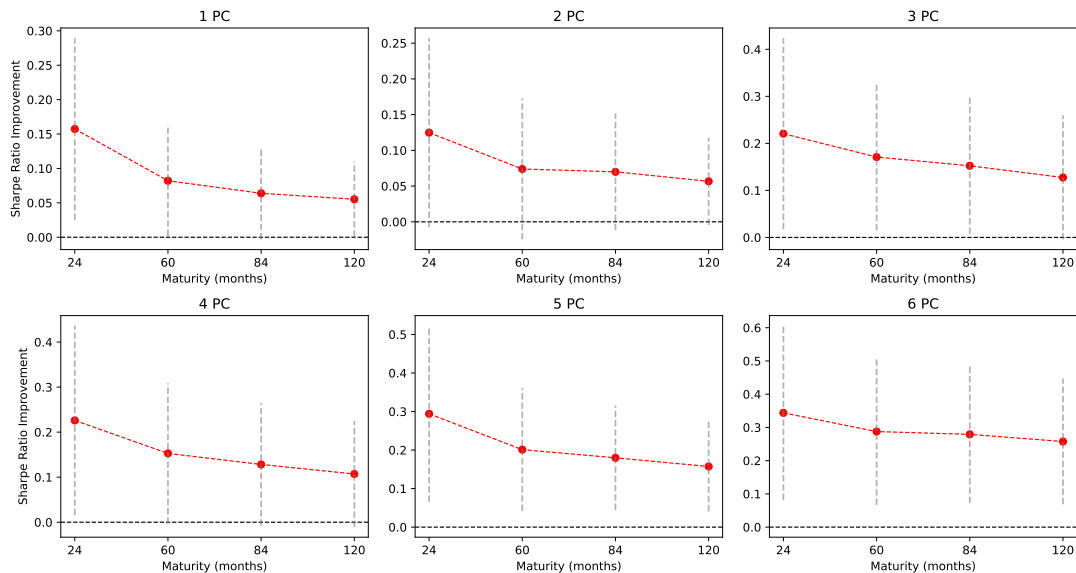 1 PC
2 PC
3 PC
Sharpe Ratio Improvement
0.30
0.25
0.20
0.15
0.10
0.05
0.00
24 60 84 120
Maturity (months)
0.25
0.20
0.15
0.10
0.05
0.00
24 60 84 120
Maturity (months)
0.4
0.3
0.2
0.1
0.0
24 60 84 120
Maturity (months)
4 PC
5 PC
6 PC
Sharpe Ratio Improvement
0.4
0.3
0.2
0.1
0.0
24 60 84 120
Maturity (months)
0.5
0.4
0.3
0.2
0.1
0.0
24 60 84 120
Maturity (months)
0.6
0.5
0.4
0.3
0.2
0.1
0.0
24 60 84 120
Maturity (months)